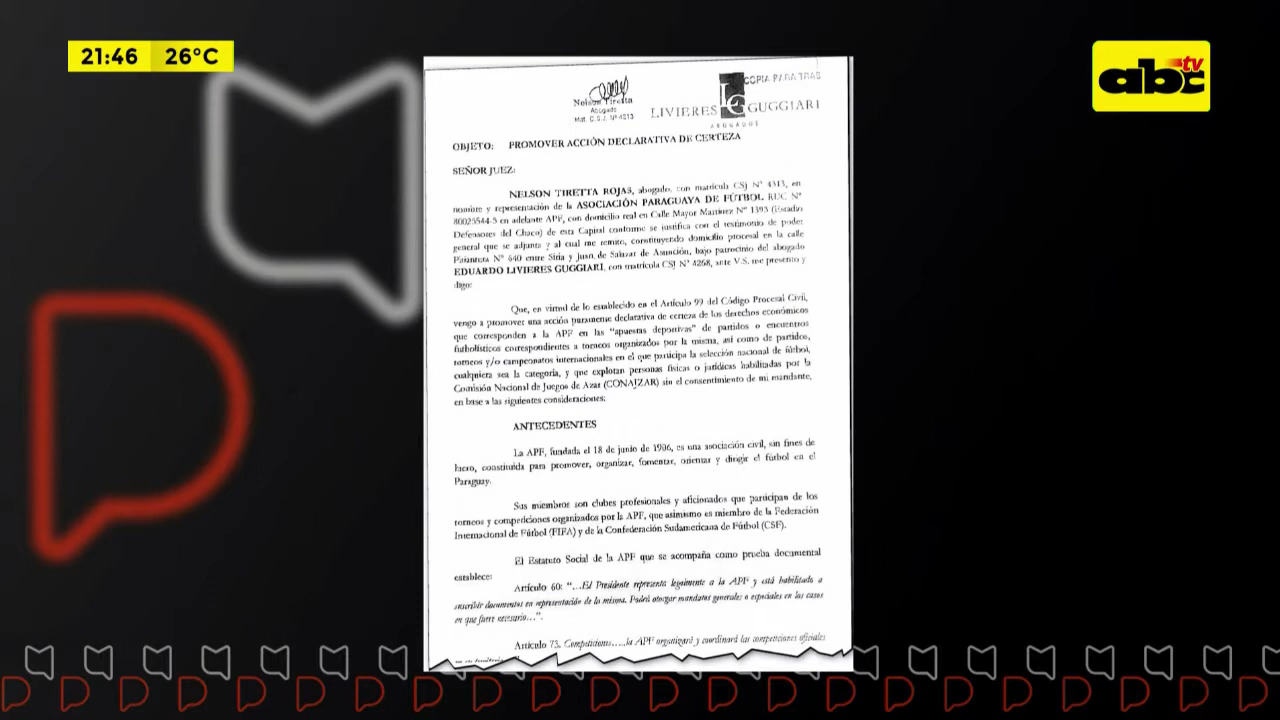 21:46 26°C
abc tv
COPIA PARA TRAS
Nelson Tiretta
Abogado
Mat. C.S.J. Nº 4313
LIVIERES LG GUGGIARI
ABOGADOS
OBJETO: PROMOVER ACCIÓN DECLARATIVA DE CERTEZA
SEÑOR JUEZ:
NELSON TIRETTA ROJAS, abogado, con matrícula CSJ Nº 4313, en
nombre y representación de la ASOCIACIÓN PARAGUAYA DE FÚTBOL RUC Nº
80025544-5 en adelante APF, con domicilio real en Calle Mayor Martínez Nº 1393 (Estadio
Defensores del Chaco) de esta Capital conforme se justifica con el testimonio de poder
general que se adjunta y al cual me remito, constituyendo domicilio procesal en la calle
Nº 640 entre Siria y Juan de Salazar de Asunción, bajo patrocinio del abogado
EDUARDO LIVIERES GUGGIARI, con matrícula CSJ Nº 4268, ante V.S. me presento y
digo:
Que, en virtud de lo establecido en el Artículo 99 del Código Procesal Civil,
vengo a promover una acción puramente declarativa de certeza de los derechos económicos
que corresponden a la APF en las "apuestas deportivas" de partidos o encuentros
futbolísticos correspondientes a torneos organizados por la misma, así como de partidos,
torneos y/o campeonatos internacionales en el que participa la selección nacional de fútbol,
cualquiera sea la categoría, y que explotan personas físicas o jurídicas habilitadas por la
Comisión Nacional de Juegos de Azar (CONAJZAR) sin el consentimiento de mi mandante,
en base a las siguientes consideraciones:
ANTECEDENTES
La APF, fundada el 18 de junio de 1906, es una asociación civil, sin fines de
lucro, constituida para promover, organizar, fomentar, orientar y dirigir el fútbol en el
Paraguay.
Sus miembros son clubes profesionales y aficionados que participan de los
torneos y competiciones organizados por la APF, que asimismo es miembro de la Federación
Internacional de Fútbol (FIFA) y de la Confederación Sudamericana de Fútbol (CSF).
El Estatuto Social de la APF que se acompaña como prueba documental
establece:
Artículo 60: "...El Presidente representa legalmente a la APF y está habilitado a
suscribir documentos en representación de la misma. Podrá otorgar mandatos generales o especiales en los casos
en que fuere necesario...".
Artículo 73. Competiciones.....la APF organizará y coordinará las competiciones oficiales